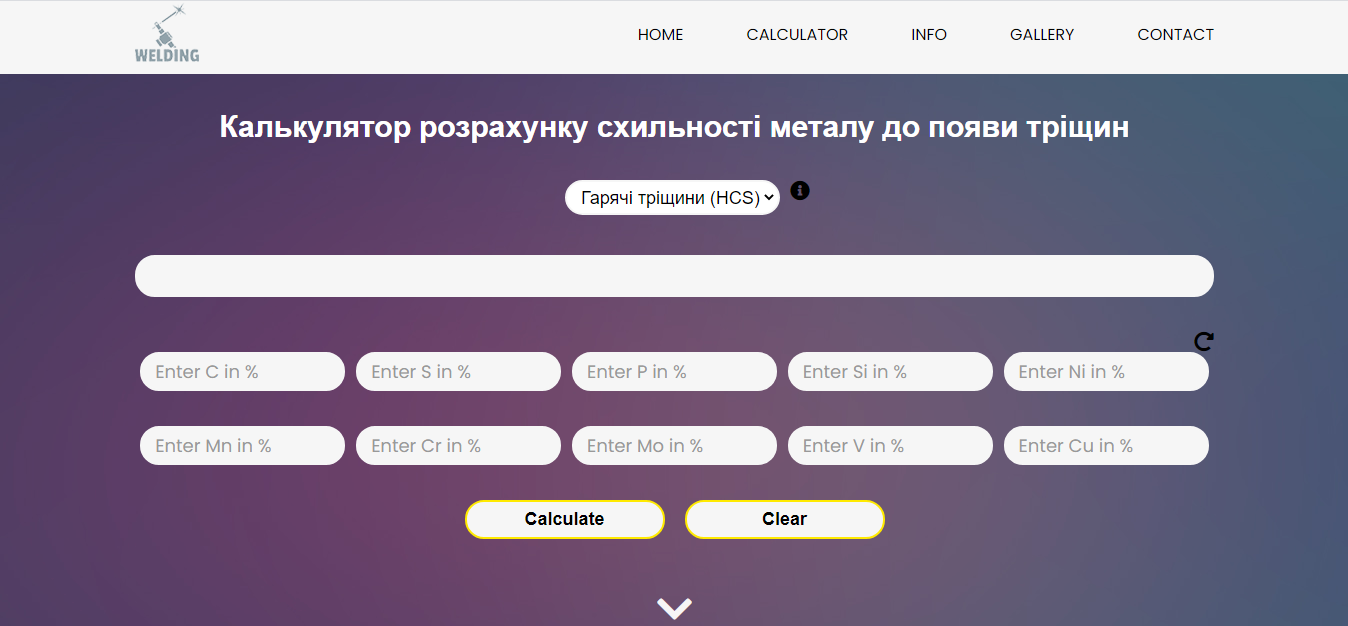 WELDING
HOME CALCULATOR INFO GALLERY CONTACT
Калькулятор розрахунку схильності металу до появи тріщин
Гарячі тріщини (HCS)
Enter C in % Enter S in % Enter P in % Enter Si in % Enter Ni in %
Enter Mn in % Enter Cr in % Enter Mo in % Enter V in % Enter Cu in %
Calculate Clear